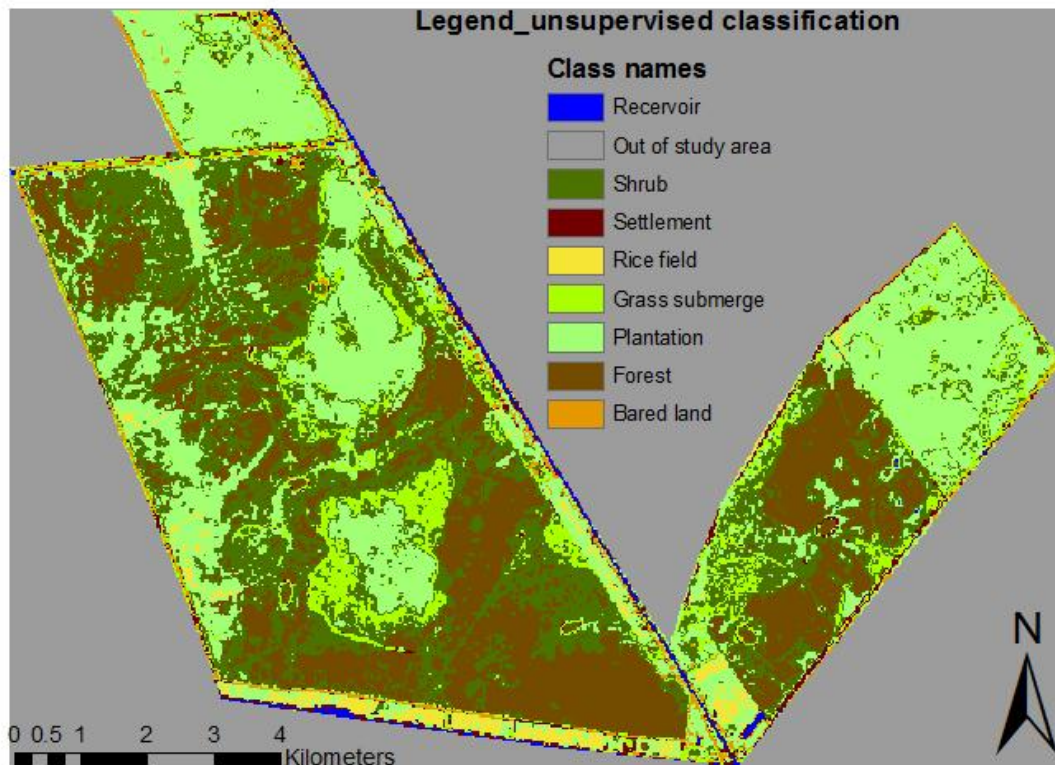 Legend_unsupervised classification
Class names
Recervoir
Out of study area
Shrub
Settlement
Rice field
Grass submerge
Plantation
Forest
Bared land
N
0 0.5 1 2 3 4
Kilometers